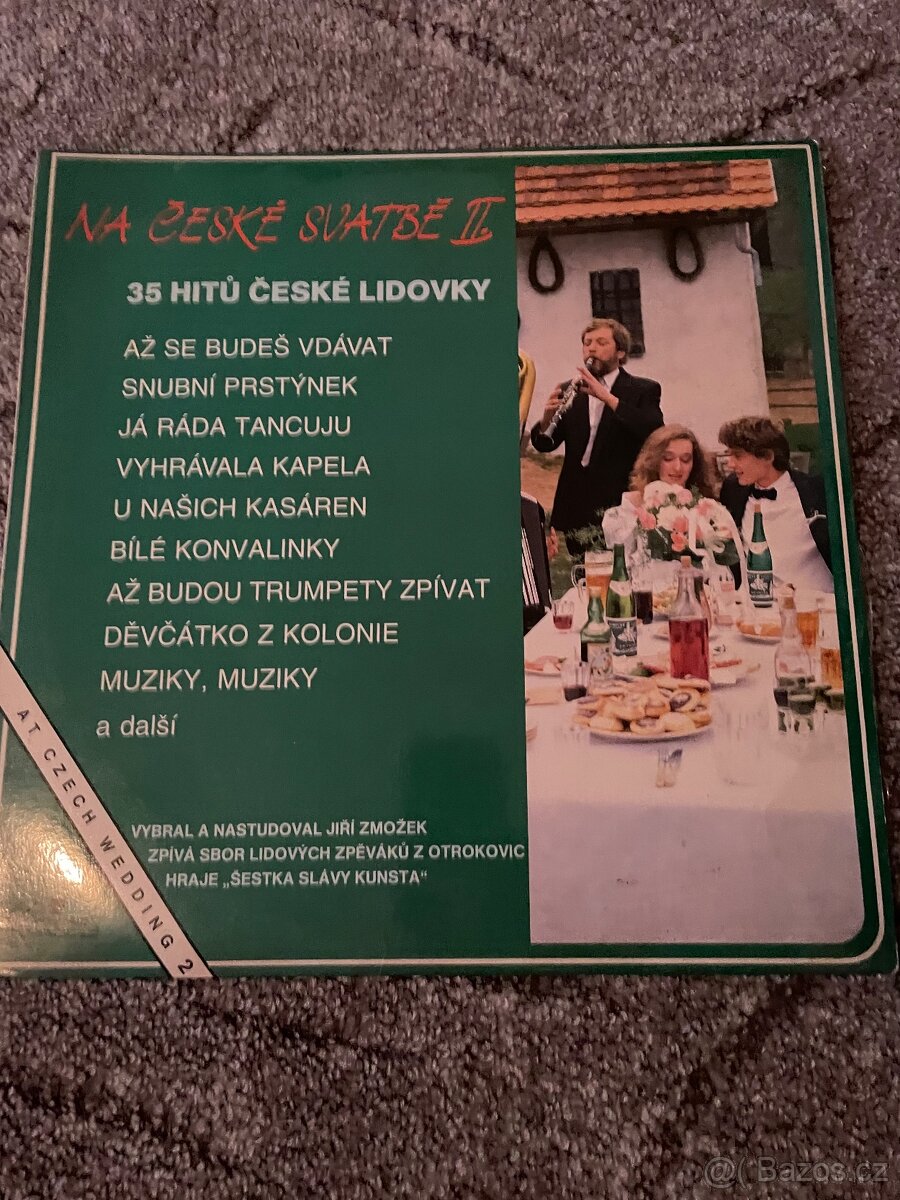 NA ČESKÉ SVATBĚ II.
35 HITŮ ČESKÉ LIDOVKY
AŽ SE BUDEŠ VDÁVAT
SNUBNÍ PRSTÝNEK
JÁ RÁDA TANCUJU
VYHRÁVALA KAPELA
U NAŠICH KASÁREN
BÍLÉ KONVALINKY
AŽ BUDOU TRUMPETY ZPÍVAT
DĚVČÁTKO Z KOLONIE
MUZIKY, MUZIKY
a další
AT CZECH WEDDING 2
VYBRAL A NASTUDOVAL JIŘÍ ZMOŽEK
ZPÍVÁ SBOR LIDOVÝCH ZPĚVÁKŮ Z OTROKOVIC
HRAJE „ŠESTKA SLÁVY KUNSTA“
@( Bazos.cz